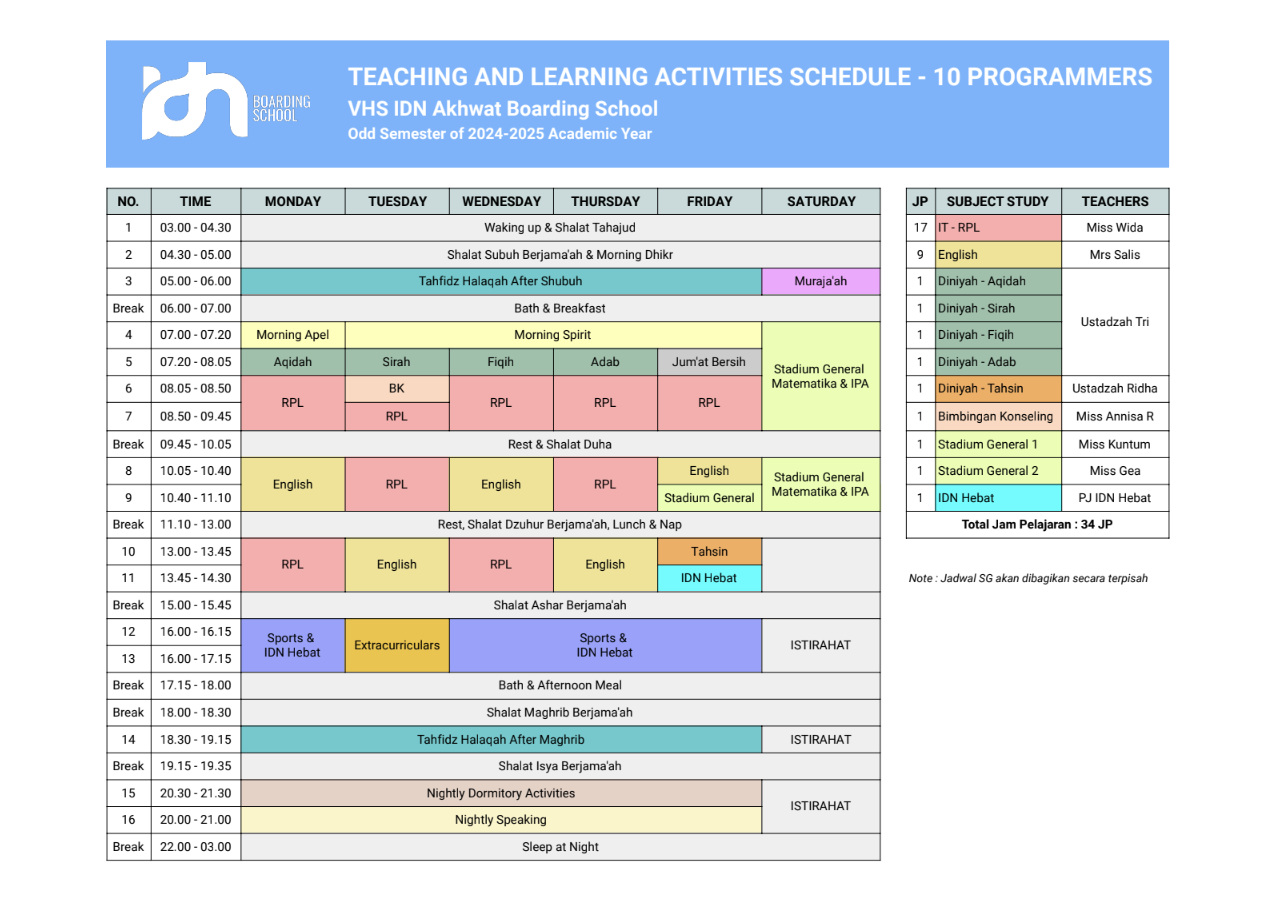 BOARDING
SCHOOL
TEACHING AND LEARNING ACTIVITIES SCHEDULE - 10 PROGRAMMERS
VHS IDN Akhwat Boarding School
Odd Semester of 2024-2025 Academic Year
NO. TIME MONDAY TUESDAY WEDNESDAY THURSDAY FRIDAY SATURDAY
1 03.00 - 04.30 Waking up & Shalat Tahajud
2 04.30 - 05.00 Shalat Subuh Berjama'ah & Morning Dhikr
3 05.00 - 06.00 Tahfidz Halaqah After Shubuh Muraja'ah
Break 06.00 - 07.00 Bath & Breakfast
4 07.00 - 07.20 Morning Apel Morning Spirit
5 07.20 - 08.05 Aqidah Sirah Fiqih Adab Jum'at Bersih
Stadium General
Matematika & IPA
6 08.05 - 08.50 BK
RPL RPL RPL RPL
7 08.50 - 09.45 RPL
Break 09.45 - 10.05 Rest & Shalat Duha
8 10.05 - 10.40 English
English RPL English RPL
Stadium General
Matematika & IPA
9 10.40 - 11.10 Stadium General
Break 11.10 - 13.00 Rest, Shalat Dzuhur Berjama'ah, Lunch & Nap
10 13.00 - 13.45 Tahsin
RPL English RPL English
11 13.45 - 14.30 IDN Hebat
Break 15.00 - 15.45 Shalat Ashar Berjama'ah
12 16.00 - 16.15
Sports &
IDN Hebat
Extracurriculars
Sports &
IDN Hebat
ISTIRAHAT
13 16.00 - 17.15
Break 17.15 - 18.00 Bath & Afternoon Meal
Break 18.00 - 18.30 Shalat Maghrib Berjama'ah
14 18.30 - 19.15 Tahfidz Halaqah After Maghrib ISTIRAHAT
Break 19.15 - 19.35 Shalat Isya Berjama'ah
15 20.30 - 21.30 Nightly Dormitory Activities
ISTIRAHAT
16 20.00 - 21.00 Nightly Speaking
Break 22.00 - 03.00 Sleep at Night
JP SUBJECT STUDY TEACHERS
17 IT - RPL Miss Wida
9 English Mrs Salis
1 Diniyah - Aqidah
1 Diniyah - Sirah
Ustadzah Tri
1 Diniyah - Fiqih
1 Diniyah - Adab
1 Diniyah - Tahsin Ustadzah Ridha
1 Bimbingan Konseling Miss Annisa R
1 Stadium General 1 Miss Kuntum
1 Stadium General 2 Miss Gea
1 IDN Hebat PJ IDN Hebat
Total Jam Pelajaran : 34 JP
Note : Jadwal SG akan dibagikan secara terpisah